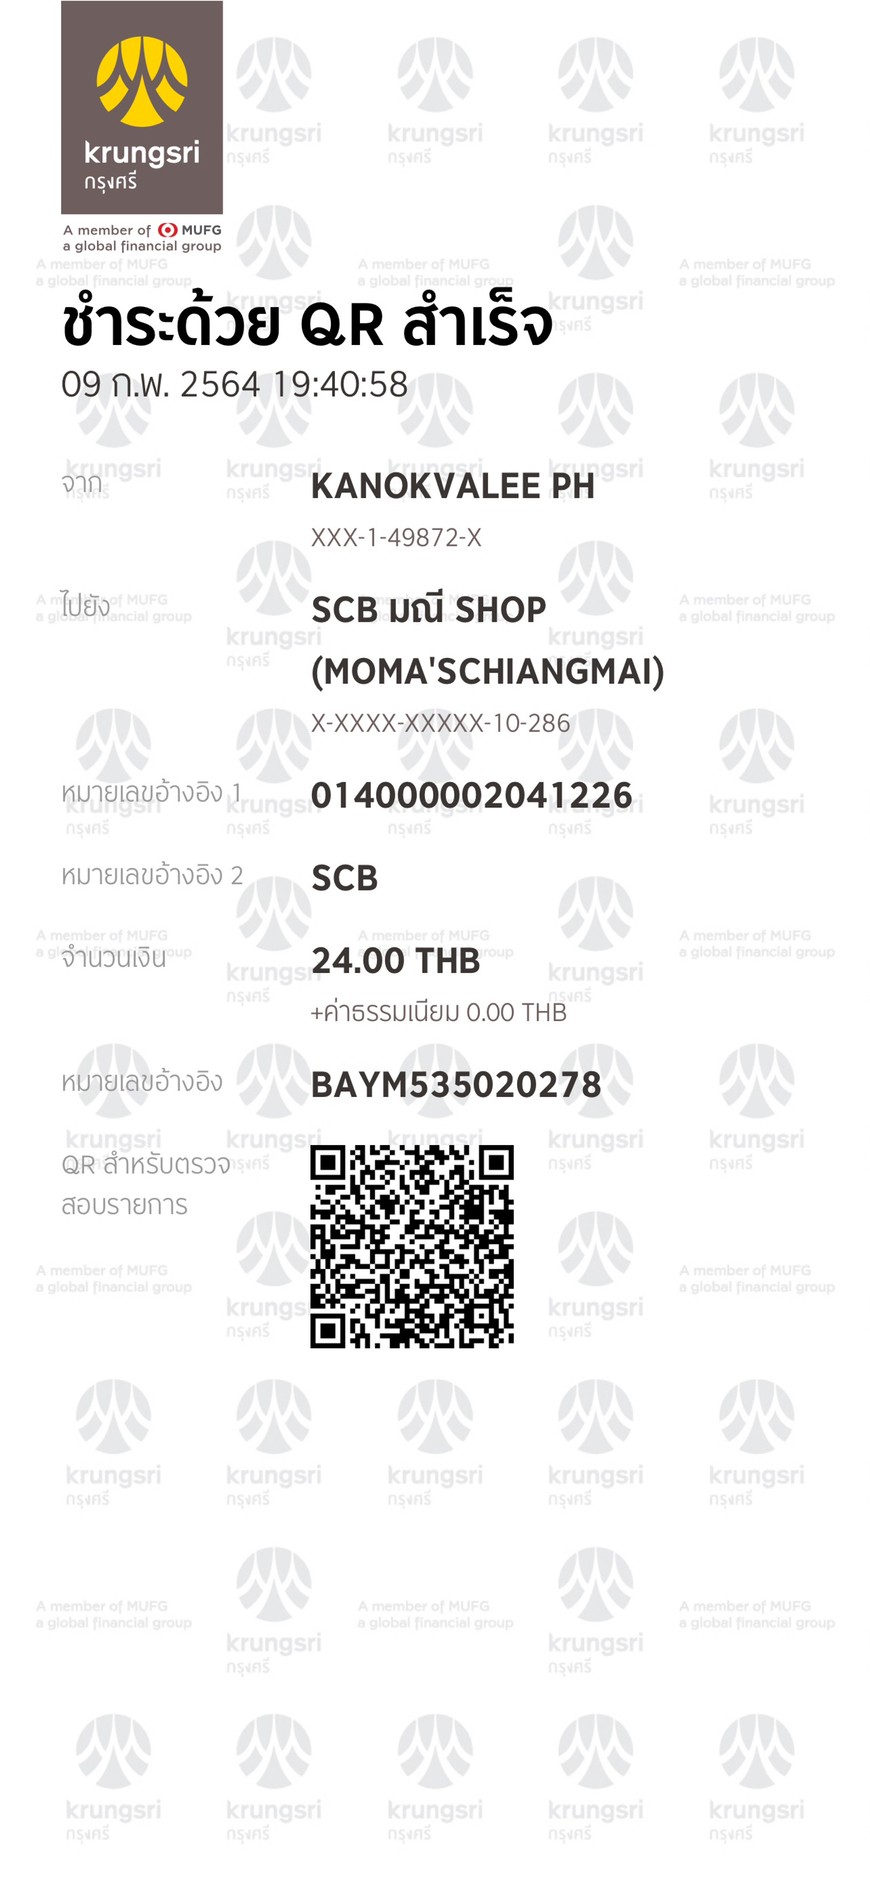 krungsri
กรุงศรี
A member of MUFG
a global financial group
ชำระด้วย QR สำเร็จ
09 ก.พ. 2564 19:40:58
จาก KANOKVALEE PH
XXX-1-49872-X
ไปยัง SCB มณี SHOP
(MOMA'SCHIANGMAI)
X-XXXX-XXXXX-10-286
หมายเลขอ้างอิง 1 014000002041226
หมายเลขอ้างอิง 2 SCB
จำนวนเงิน 24.00 THB
+ค่าธรรมเนียม 0.00 THB
หมายเลขอ้างอิง BAYM535020278
QR สำหรับตรวจ
สอบรายการ